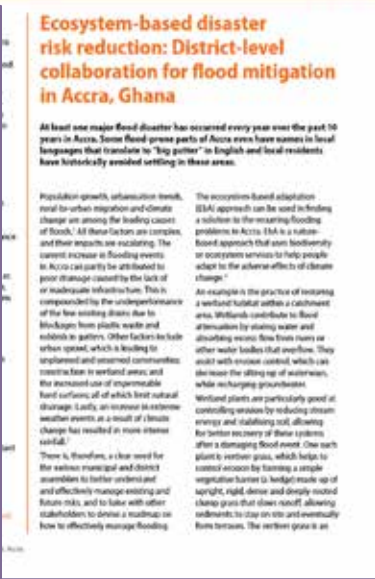 Ecosystem-based disaster
risk reduction: District-level
collaboration for flood mitigation
in Accra, Ghana
At least one major flood disaster has occurred every year over the past 10
years in Accra. Some flood-prone parts of Accra even have names in local
languages that translate to "big gutter" in English and local residents
have historically avoided settling in these areas.
Population growth, urbanisation trends,
rural-to-urban migration and climate
change are among the leading causes
of floods. All these factors are complex,
and their impacts are escalating. The
current increase in flooding events
in Accra can partly be attributed to
poor drainage caused by the lack of
or inadequate infrastructure. This is
compounded by the underperformance
of the few existing drains due to
blockages from plastic waste and
rubbish in gutters. Other factors include
urban sprawl, which is leading to
unplanned and unserved communities;
construction in wetland areas; and
the increased use of impermeable
hard surfaces; all of which limit natural
drainage. Lastly, an increase in extreme
weather events as a result of climate
change has resulted in more intense
rainfall.
There is, therefore, a clear need for
the various municipal and district
assemblies to better understand
and effectively manage existing and
future risks, and to liaise with other
stakeholders to devise a roadmap on
how to effectively manage flooding.
The ecosystem-based adaptation
(EbA) approach can be used in finding
a solution to the recurring flooding
problems in Accra. EbA is a nature-
based approach that uses biodiversity
or ecosystem services to help people
adapt to the adverse effects of climate
change.
An example is the practice of restoring
a wetland habitat within a catchment
area. Wetlands contribute to flood
attenuation by storing water and
absorbing excess flow from rivers or
other water bodies that overflow. They
assist with erosion control, which can
decrease the silting up of waterways,
while recharging groundwater.
Wetland plants are particularly good at
controlling erosion by reducing stream
energy and stabilising soil, allowing
for better recovery of these systems
after a damaging flood event. One such
plant is vetiver grass, which helps to
control erosion by forming a simple
vegetative barrier (a hedge) made up of
upright, rigid, dense and deeply rooted
clump grass that slows runoff, allowing
sediments to stay on site and eventually
form terraces. The vetiver grass is an